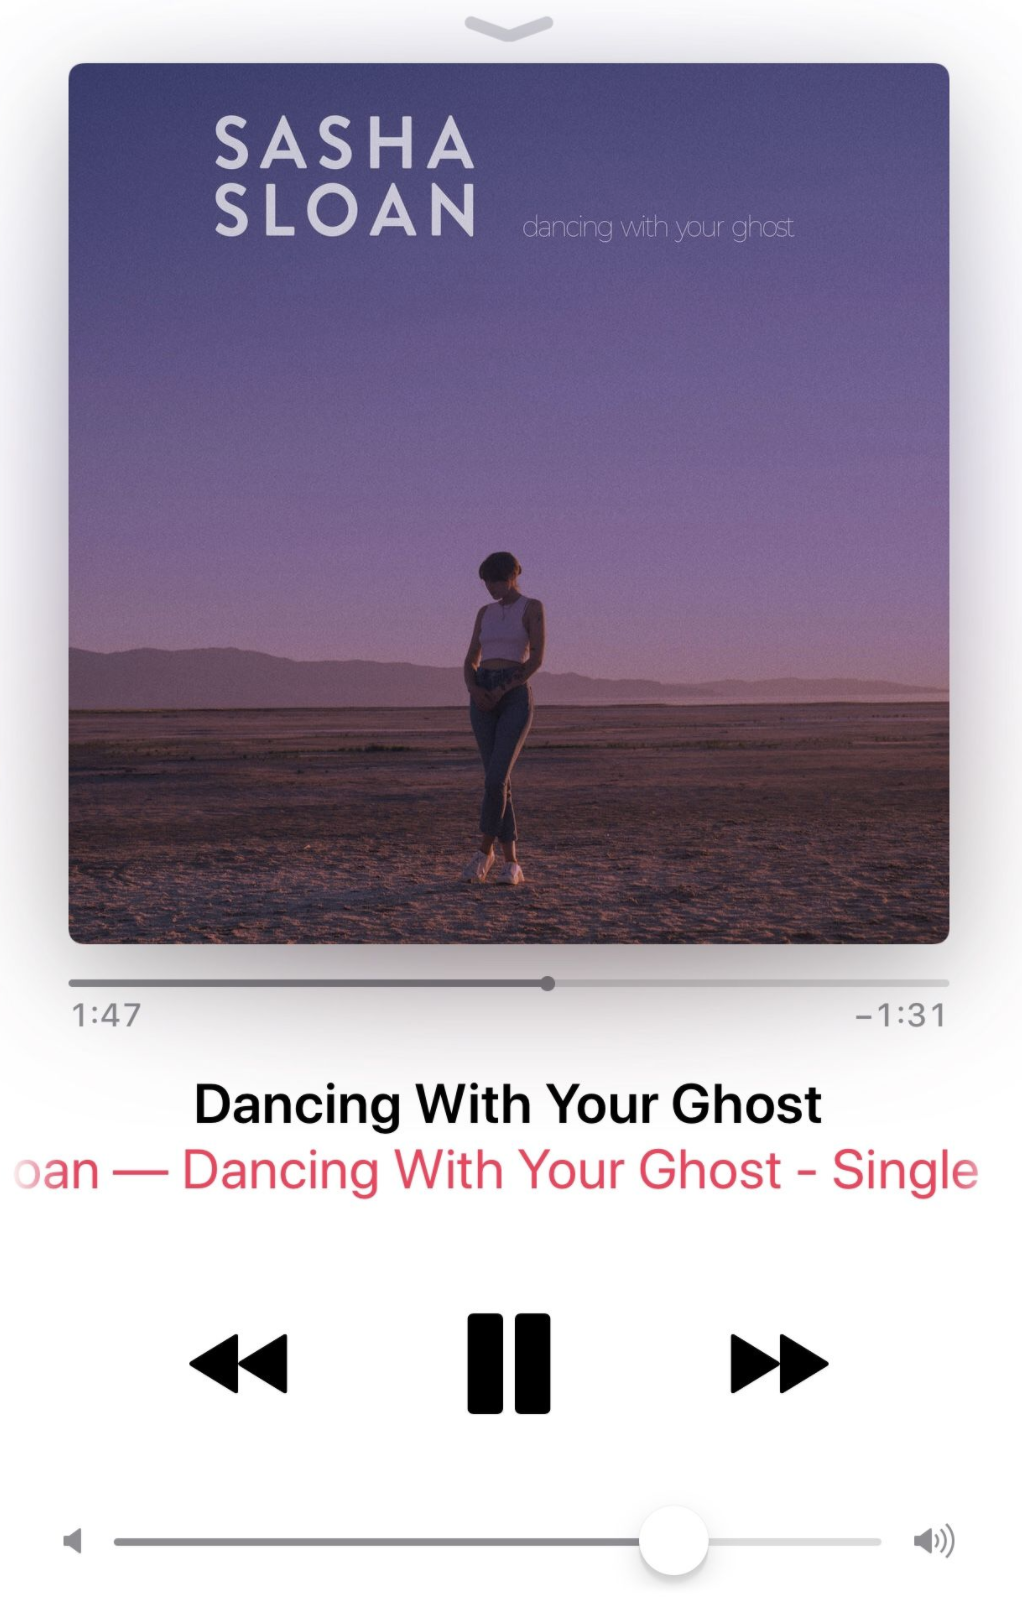 SASHA
SLOAN
dancing with your ghost
1:47
−1:31
Dancing With Your Ghost
oan — Dancing With Your Ghost - Single